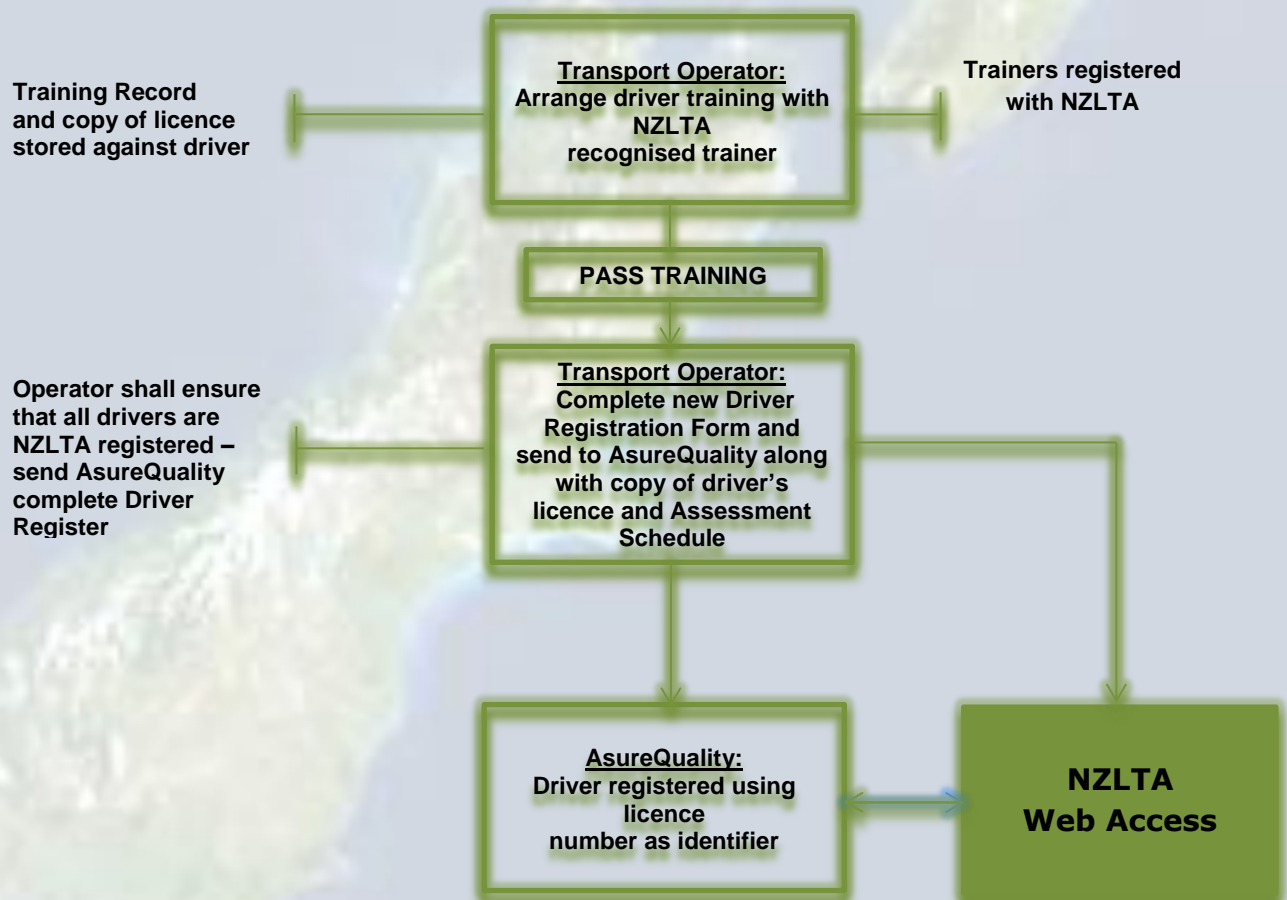 Training Record
and copy of licence
stored against driver
Transport Operator:
Arrange driver training with
NZLTA
recognised trainer
Trainers registered
with NZLTA
PASS TRAINING
Operator shall ensure
that all drivers are
NZLTA registered –
send AsureQuality
complete Driver
Register
Transport Operator:
Complete new Driver
Registration Form and
send to AsureQuality along
with copy of driver’s
licence and Assessment
Schedule
AsureQuality:
Driver registered using
licence
number as identifier
NZLTA
Web Access